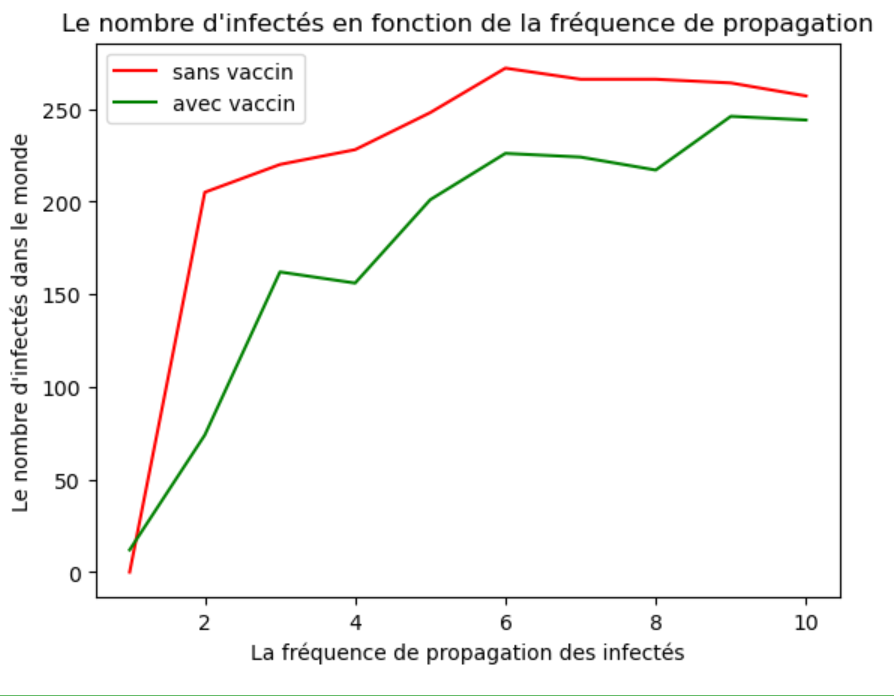 Le nombre d'infectés en fonction de la fréquence de propagation
sans vaccin
avec vaccin
Le nombre d'infectés dans le monde
250
200
150
100
50
0
2 4 6 8 10
La fréquence de propagation des infectés